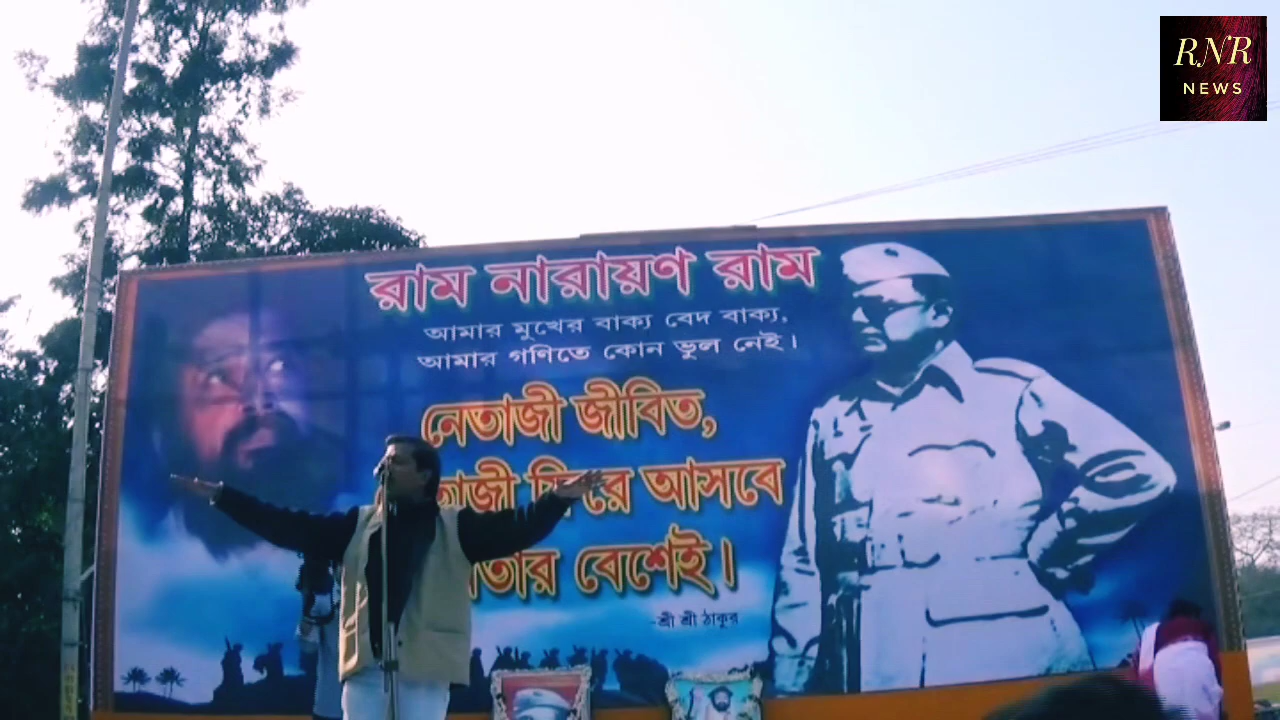 RNR
NEWS
রাম নারায়ণ রাম
আমার মুখের বাক্য বেদ বাক্য,
আমার গণিতে কোন ভুল নেই।
নেতাজী জীবিত,
আসবে
বেশেই।
-শ্রী শ্রী ঠাকুর